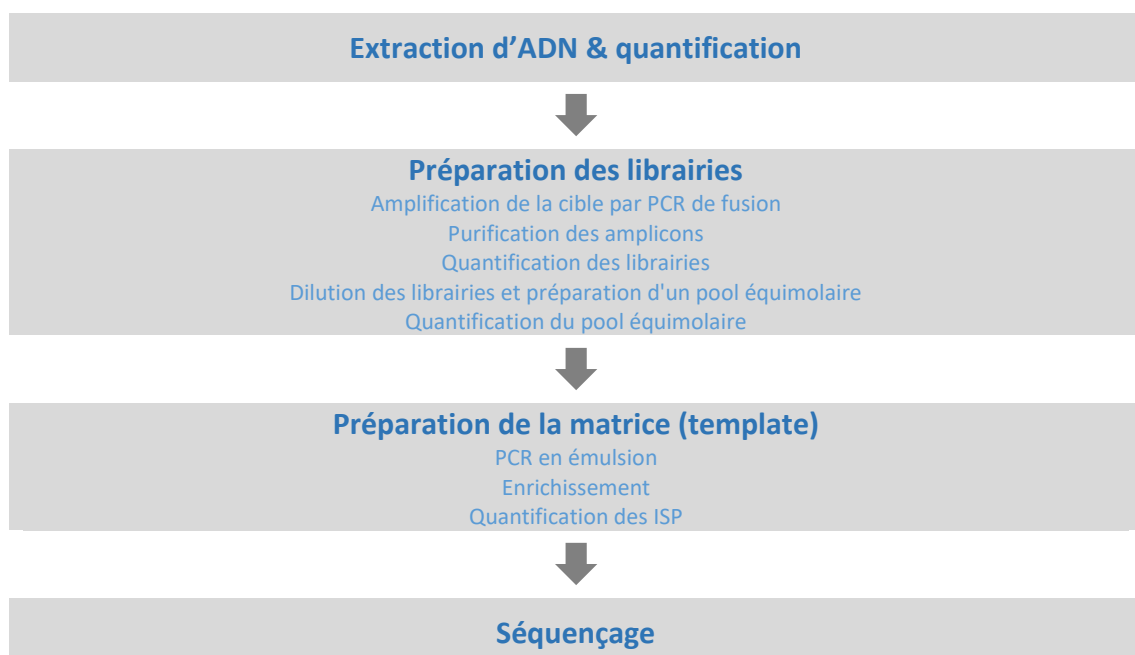 Extraction d’ADN & quantification
Préparation des librairies
Amplification de la cible par PCR de fusion
Purification des amplicons
Quantification des librairies
Dilution des librairies et préparation d'un pool équimolaire
Quantification du pool équimolaire
Préparation de la matrice (template)
PCR en émulsion
Enrichissement
Quantification des ISP
Séquençage